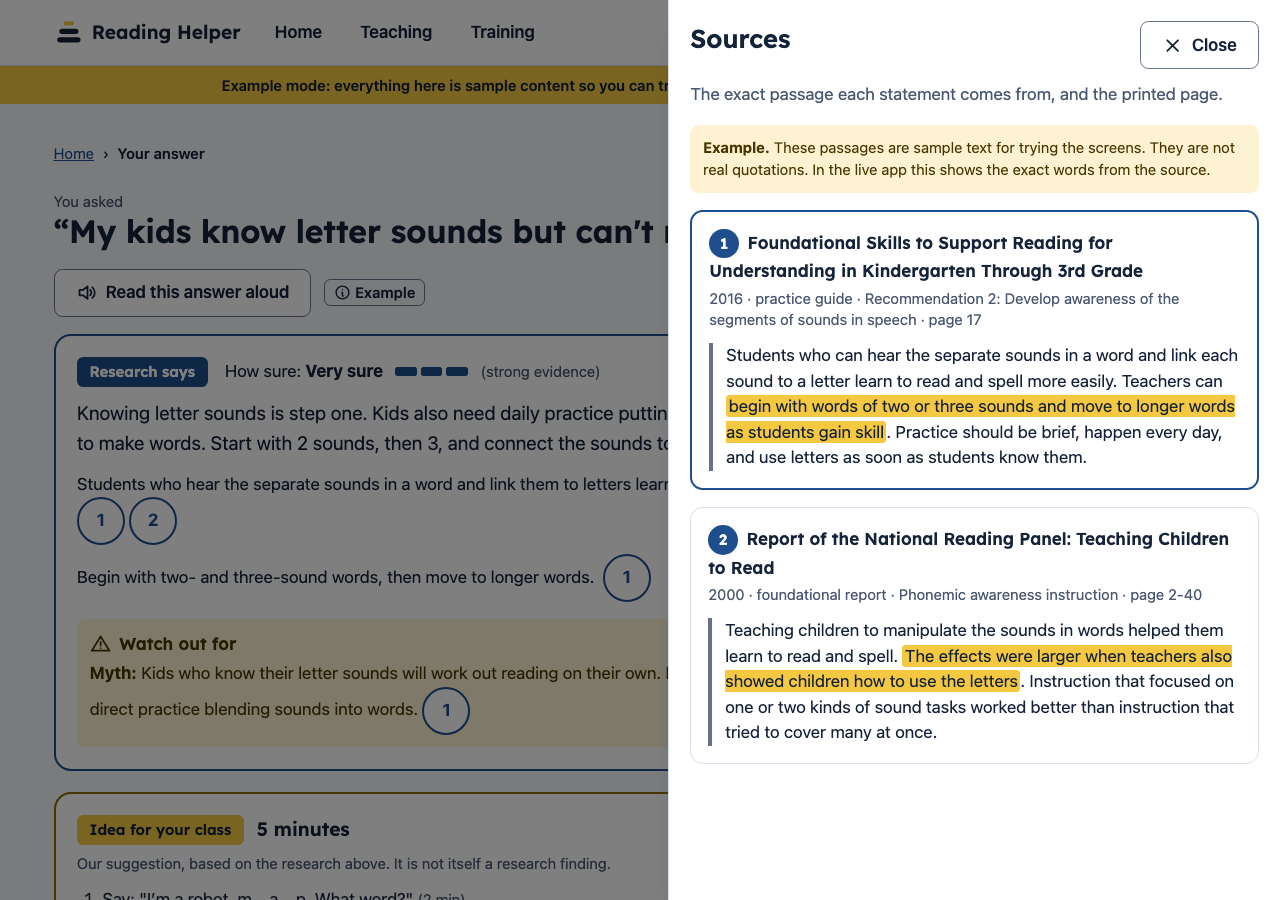 Reading Helper
Home
Teaching
Training
Example mode: everything here is sample content so you can
Home › Your answer
You asked
“My kids know letter sounds but can't
Read this answer aloud
Example
Research says
How sure: Very sure
(strong evidence)
Knowing letter sounds is step one. Kids also need daily practice
to make words. Start with 2 sounds, then 3, and connect the sounds
Students who hear the separate sounds in a word and link them to letters
1 2
Begin with two- and three-sound words, then move to longer words. 1
Watch out for
Myth: Kids who know their letter sounds will work out reading on their own.
direct practice blending sounds into words. 1
Idea for your class
5 minutes
Our suggestion, based on the research above. It is not itself a research finding.
1. Say: "I'm a robot. m... a... p. What word?" (2 min)
Sources
Close
The exact passage each statement comes from, and the printed page.
Example. These passages are sample text for trying the screens. They are not
real quotations. In the live app this shows the exact words from the source.
1 Foundational Skills to Support Reading for
Understanding in Kindergarten Through 3rd Grade
2016 · practice guide · Recommendation 2: Develop awareness of the
segments of sounds in speech · page 17
Students who can hear the separate sounds in a word and link each
sound to a letter learn to read and spell more easily. Teachers can
begin with words of two or three sounds and move to longer words
as students gain skill. Practice should be brief, happen every day,
and use letters as soon as students know them.
2 Report of the National Reading Panel: Teaching Children
to Read
2000 · foundational report · Phonemic awareness instruction · page 2-40
Teaching children to manipulate the sounds in words helped them
learn to read and spell. The effects were larger when teachers also
showed children how to use the letters. Instruction that focused on
one or two kinds of sound tasks worked better than instruction that
tried to cover many at once.